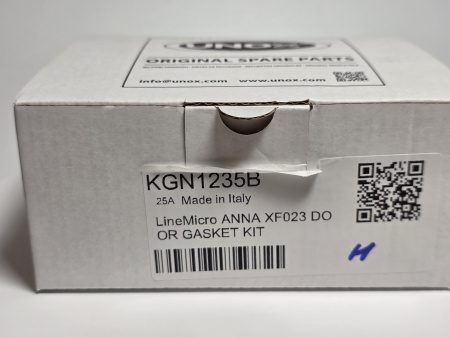 UNOX
ORIGINAL SPARE PARTS
info@unox.com www.unox.com
KGN1235B
25A Made in Italy
LineMicro ANNA XF023 DO
OR GASKET KIT
H